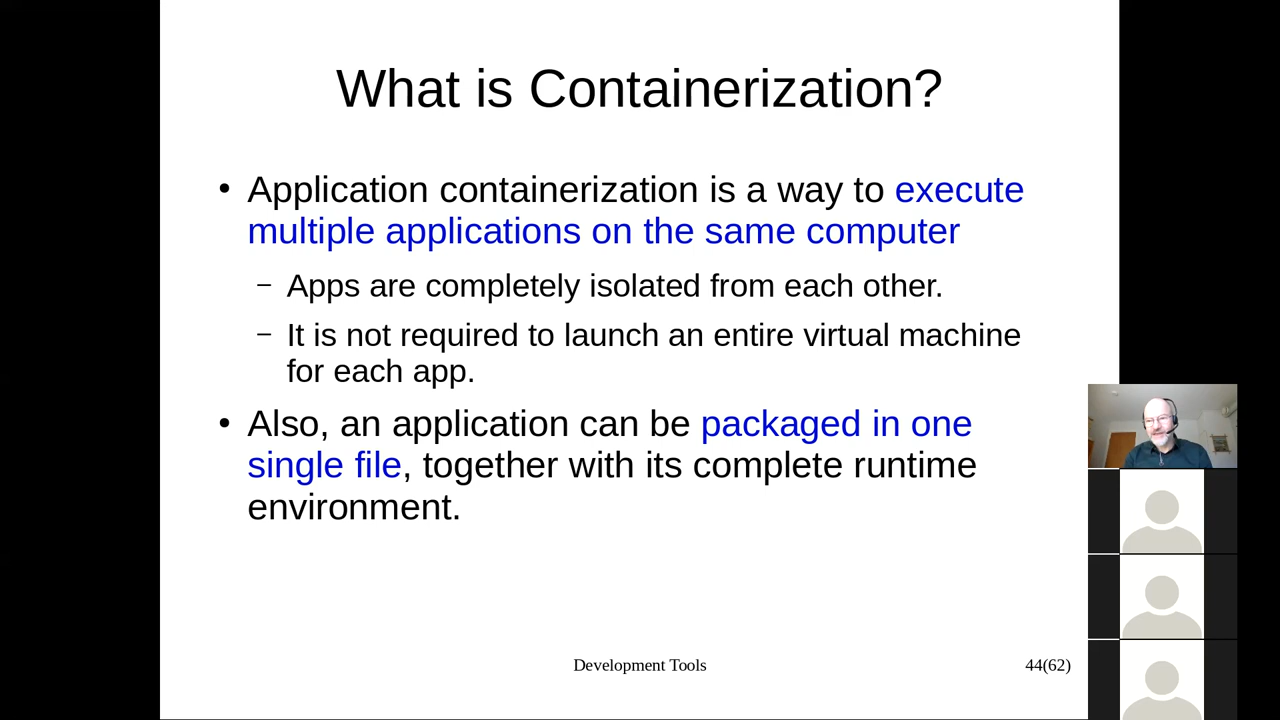 What is Containerization?
• Application containerization is a way to execute
multiple applications on the same computer
– Apps are completely isolated from each other.
– It is not required to launch an entire virtual machine
for each app.
• Also, an application can be packaged in one
single file, together with its complete runtime
environment.
Development Tools
44(62)